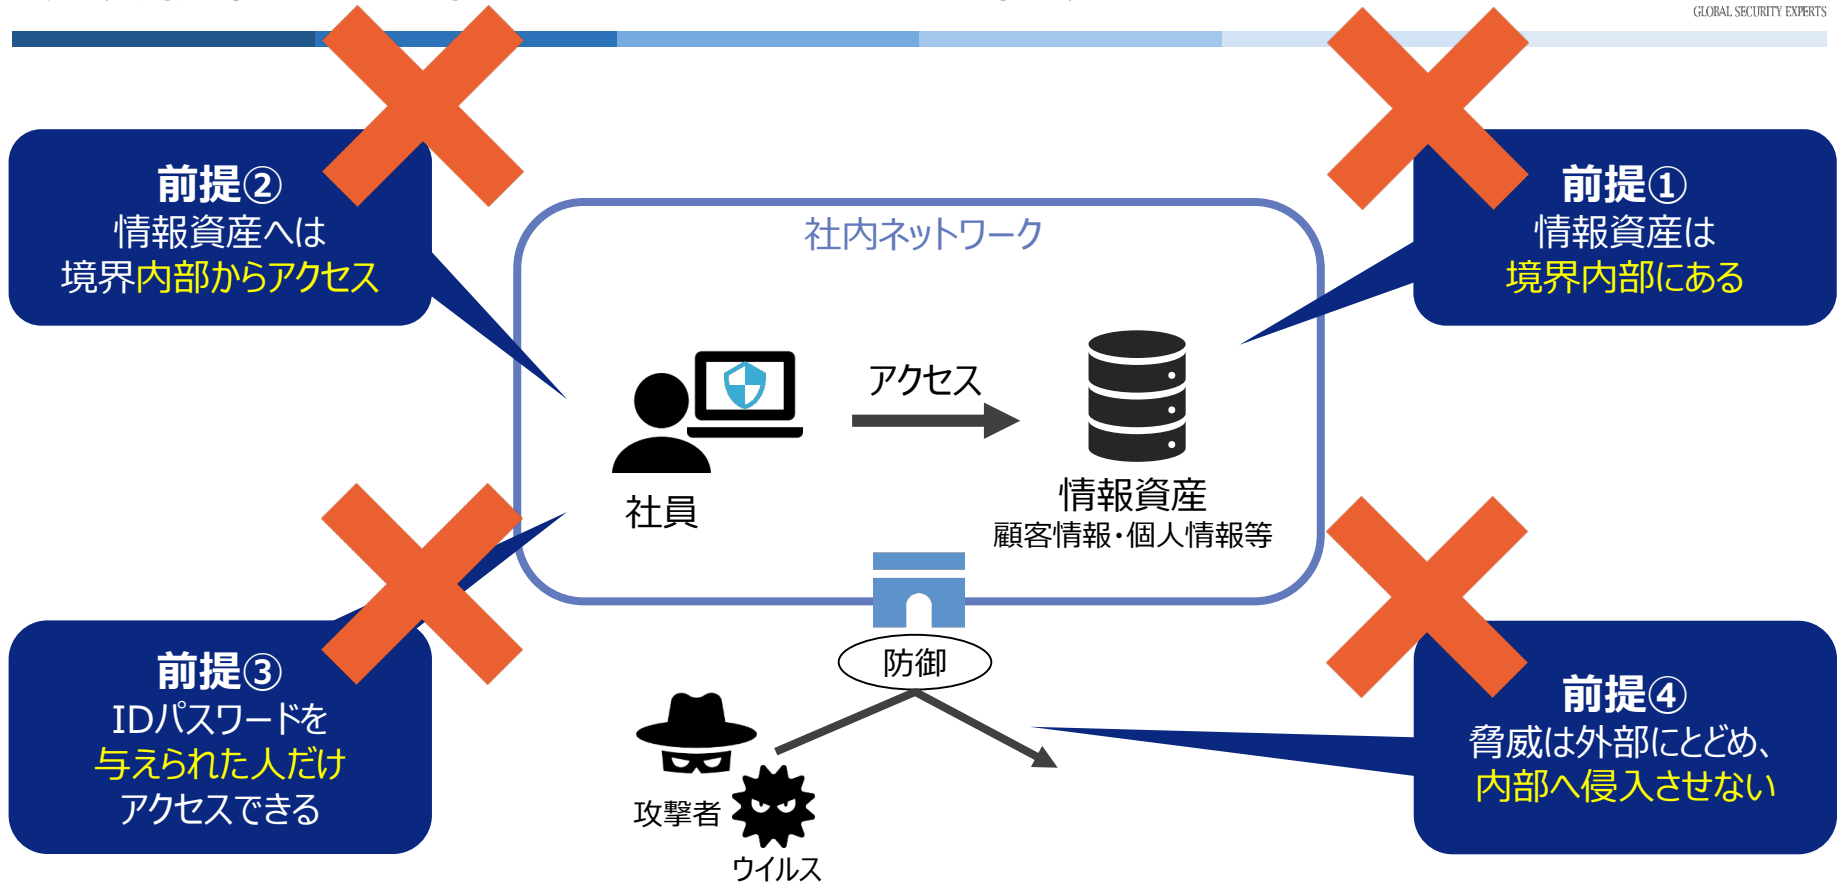 GLOBAL SECURITY EXPERTS
前提②
情報資産へは
境界内部からアクセス
前提①
情報資産は
境界内部にある
社内ネットワーク
アクセス
社員
情報資産
顧客情報・個人情報等
防御
前提③
IDパスワードを
与えられた人だけ
アクセスできる
攻撃者
ウイルス
前提④
脅威は外部にとどめ、
内部へ侵入させない